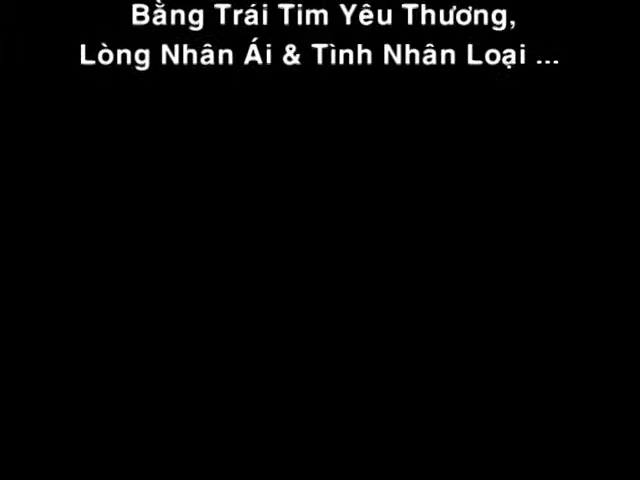 Bằng Trái Tim Yêu Thương,
Lòng Nhân Ái & Tình Nhân Loại ...